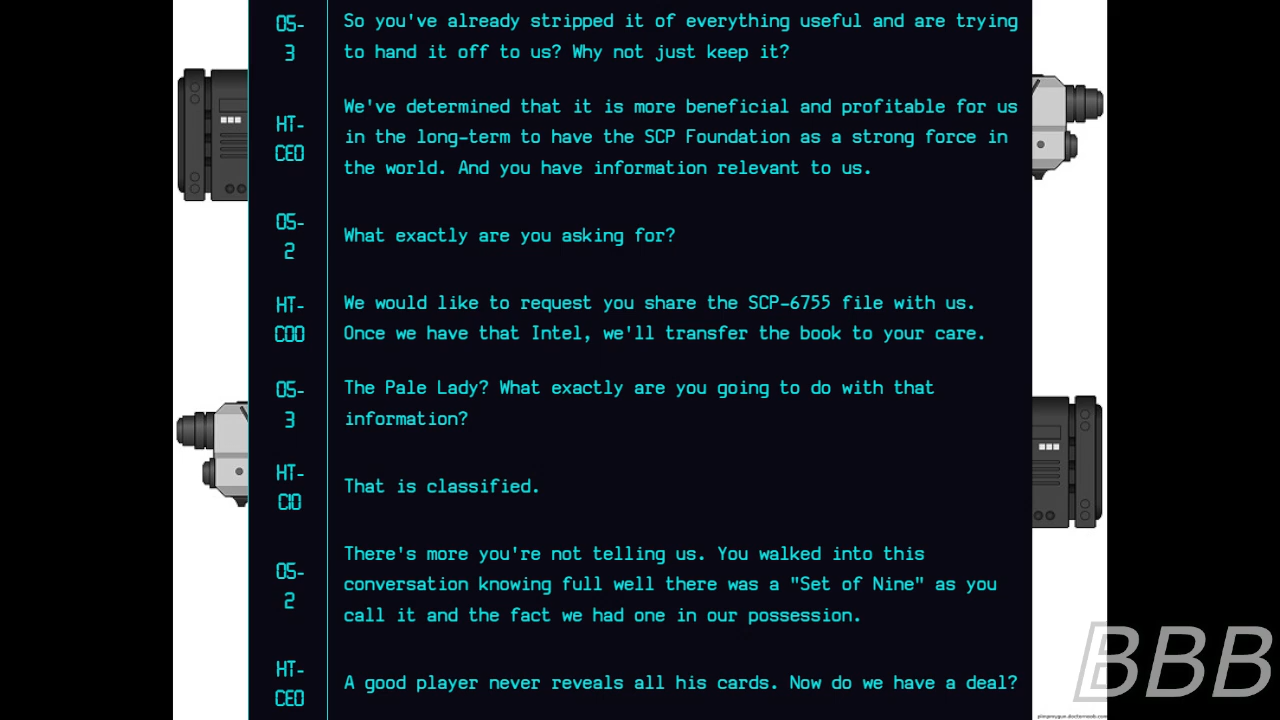 O5-
3
So you've already stripped it of everything useful and are trying
to hand it off to us? Why not just keep it?
HT-
CEO
We've determined that it is more beneficial and profitable for us
in the long-term to have the SCP Foundation as a strong force in
the world. And you have information relevant to us.
O5-
2
What exactly are you asking for?
HT-
COO
We would like to request you share the SCP-6755 file with us.
Once we have that Intel, we'll transfer the book to your care.
O5-
3
The Pale Lady? What exactly are you going to do with that
information?
HT-
CIO
That is classified.
O5-
2
There's more you're not telling us. You walked into this
conversation knowing full well there was a "Set of Nine" as you
call it and the fact we had one in our possession.
HT-
CEO
A good player never reveals all his cards. Now do we have a deal?
BBB
pimpmygun.doctornoob.com